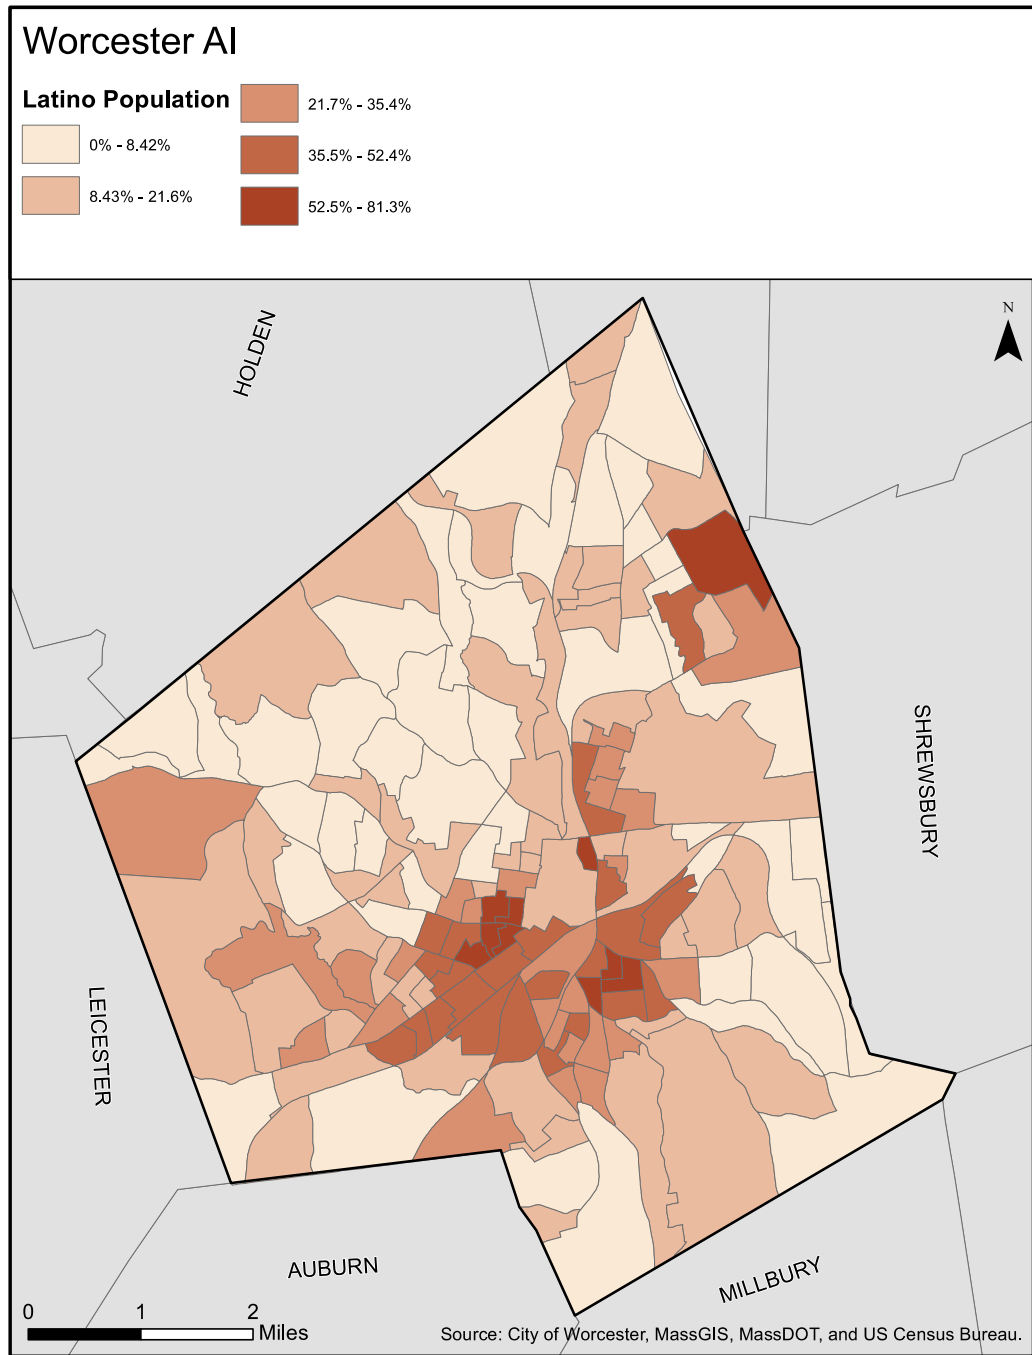 Worcester AI
Latino Population
0% - 8.42%
8.43% - 21.6%
21.7% - 35.4%
35.5% - 52.4%
52.5% - 81.3%
HOLDEN
N
SHREWSBURY
LEICESTER
AUBURN
MILLBURY
0 1 2
Miles
Source: City of Worcester, MassGIS, MassDOT, and US Census Bureau.